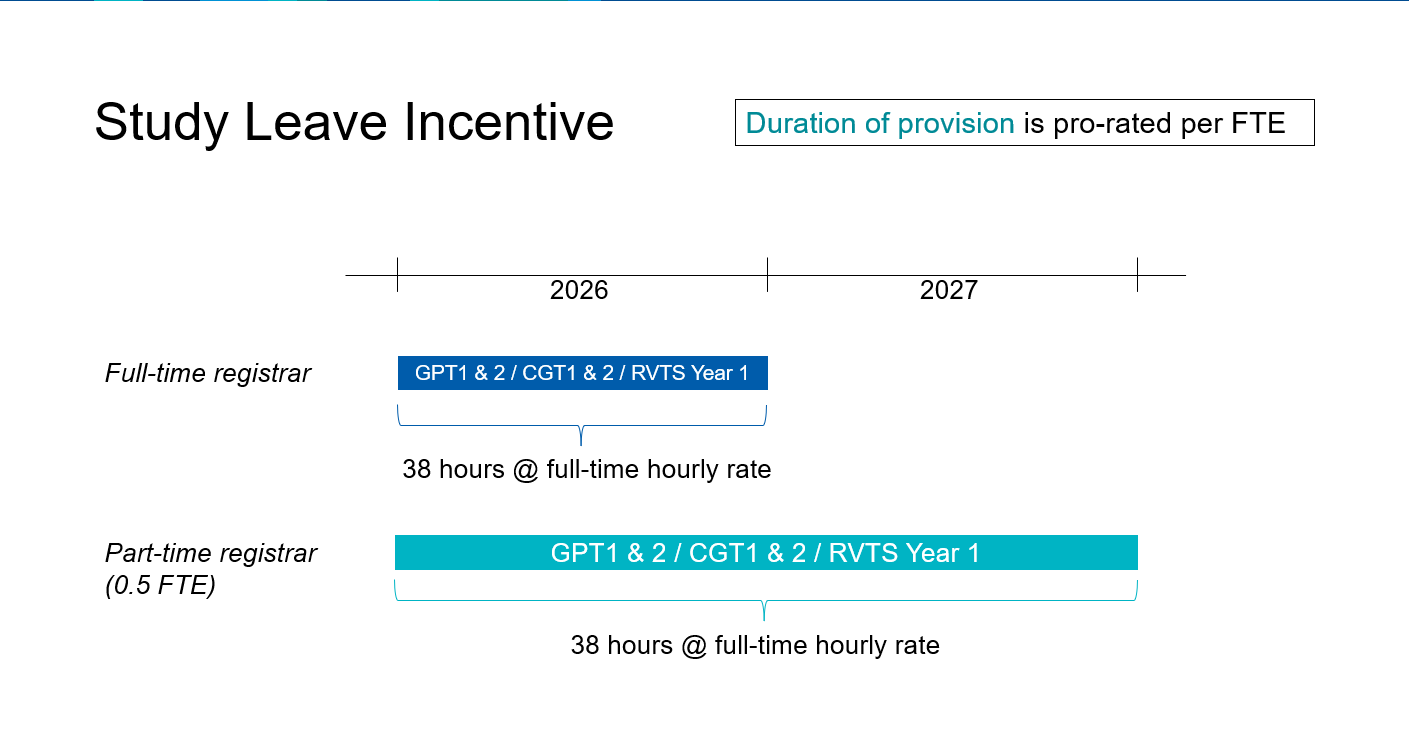 Study Leave Incentive
Duration of provision is pro-rated per FTE
2026
2027
Full-time registrar
GPT1 & 2 / CGT1 & 2 / RVTS Year 1
38 hours @ full-time hourly rate
Part-time registrar
(0.5 FTE)
GPT1 & 2 / CGT1 & 2 / RVTS Year 1
38 hours @ full-time hourly rate